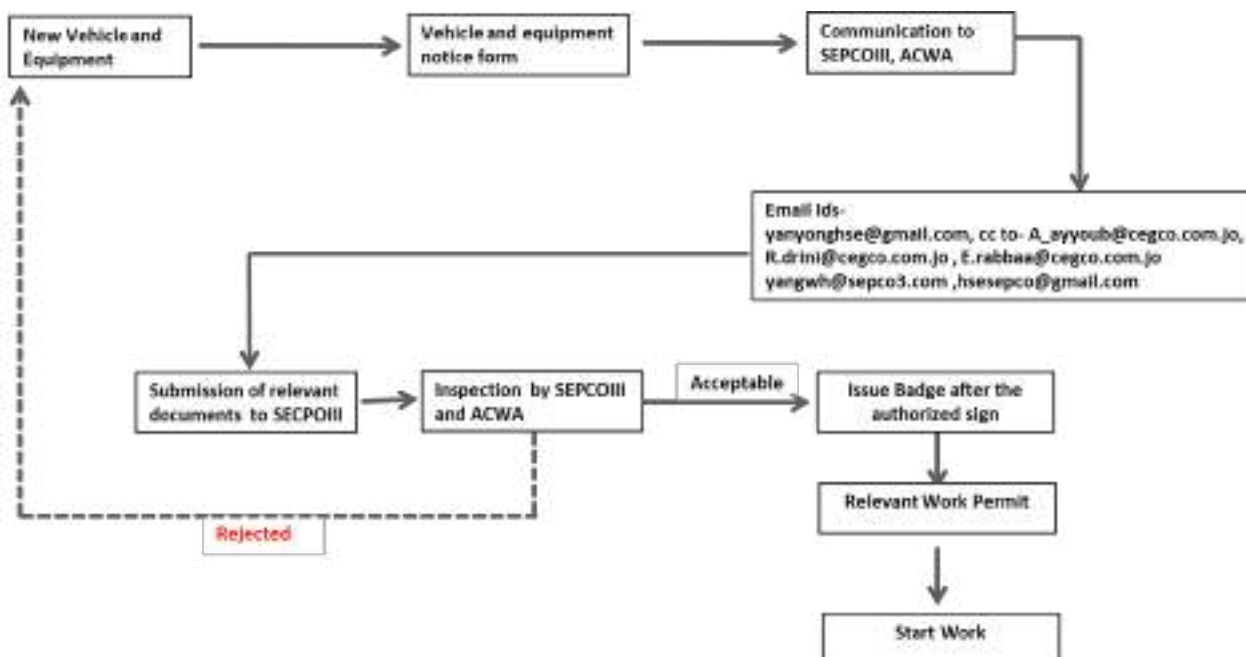 New Vehicle and
Equipment
Vehicle and equipment
notice form
Communication to
SEPCOIII, ACWA
Email Ids-
yanyonghse@gmail.com, cc to- A_ayyoub@cegco.com.jo,
R.drini@cegco.com.jo , E.rabbaa@cegco.com.jo
yangwh@sepco3.com ,hsesepco@gmail.com
Submission of relevant
documents to SECPOIII
Inspection by SEPCOIII
and ACWA
Acceptable
Issue Badge after the
authorized sign
Relevant Work Permit
Rejected
Start Work